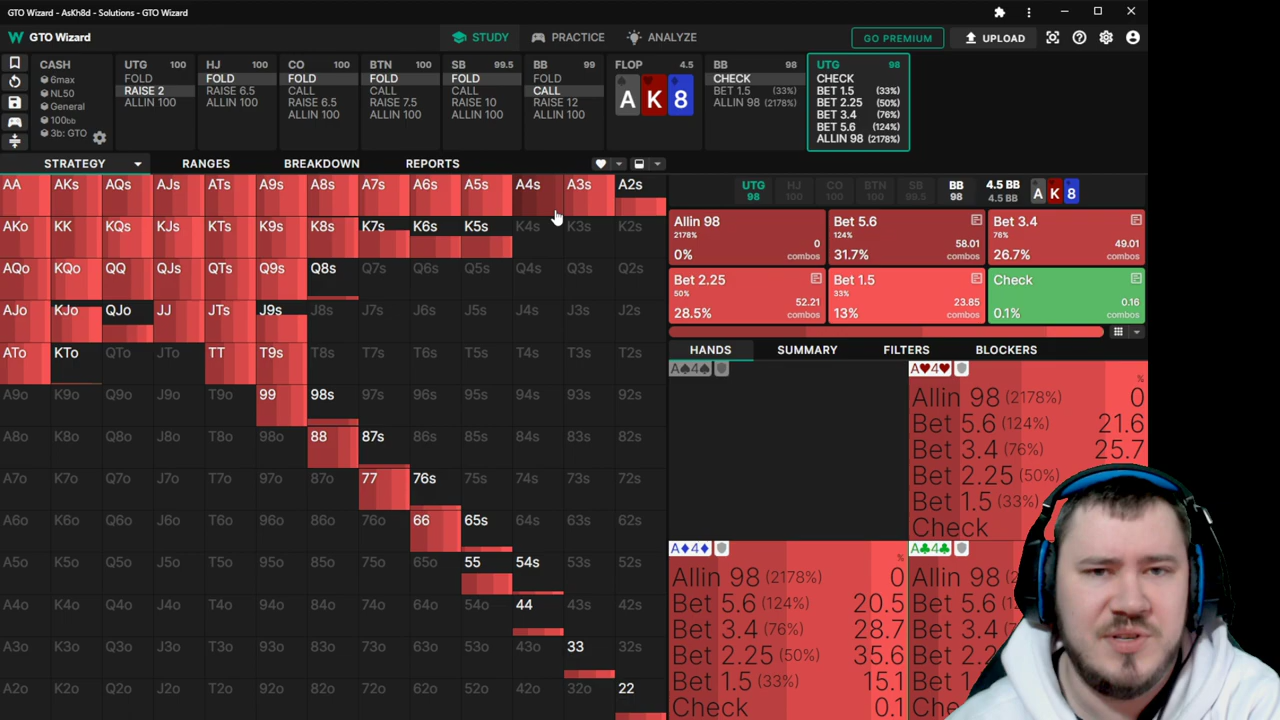 GTO Wizard - AsKh8d - Solutions - GTO Wizard
GTO Wizard
STUDY
PRACTICE
ANALYZE
GO PREMIUM
UPLOAD
CASH
6max
NL50
General
100bb
3b: GTO
UTG 100
FOLD
RAISE 2
ALLIN 100
HJ 100
FOLD
RAISE 6.5
ALLIN 100
CO 100
FOLD
CALL
RAISE 6.5
ALLIN 100
BTN 100
FOLD
CALL
RAISE 7.5
ALLIN 100
SB 99.5
FOLD
CALL
RAISE 10
ALLIN 100
BB 99
FOLD
CALL
RAISE 12
ALLIN 100
FLOP 4.5
A K 8
BB 98
CHECK
BET 1.5 (33%)
ALLIN 98 (2178%)
UTG 98
CHECK
BET 1.5 (33%)
BET 2.25 (50%)
BET 3.4 (76%)
BET 5.6 (124%)
ALLIN 98 (2178%)
STRATEGY
RANGES
BREAKDOWN
REPORTS
AA AKs AQs AJs ATs A9s A8s A7s A6s A5s A4s A3s A2s
AKo KK KQs KJs KTs K9s K8s K7s K6s K5s K4s K3s K2s
AQo KQo QQ QJs QTs Q9s Q8s Q7s Q6s Q5s Q4s Q3s Q2s
AJo KJo QJo JJ JTs J9s J8s J7s J6s J5s J4s J3s J2s
ATo KTo QTo JTo TT T9s T8s T7s T6s T5s T4s T3s T2s
A9o K9o Q9o J9o T9o 99 98s 97s 96s 95s 94s 93s 92s
A8o K8o Q8o J8o T8o 98o 88 87s 86s 85s 84s 83s 82s
A7o K7o Q7o J7o T7o 97o 87o 77 76s 75s 74s 73s 72s
A6o K6o Q6o J6o T6o 96o 86o 76o 66 65s 64s 63s 62s
A5o K5o Q5o J5o T5o 95o 85o 75o 65o 55 54s 53s 52s
A4o K4o Q4o J4o T4o 94o 84o 74o 64o 54o 44 43s 42s
A3o K3o Q3o J3o T3o 93o 83o 73o 63o 53o 43o 33 32s
A2o K2o Q2o J2o T2o 92o 82o 72o 62o 52o 42o 32o 22
UTG 98
HJ 100
CO 100
BTN 100
SB 99.5
BB 98
4.5 BB
4.5 BB
A K 8
Allin 98
2178%
0%
0
combos
Bet 5.6
124%
31.7%
58.01
combos
Bet 3.4
76%
26.7%
49.01
combos
Bet 2.25
50%
28.5%
52.21
combos
Bet 1.5
33%
13%
23.85
combos
Check
0.1%
0.16
combos
HANDS
SUMMARY
FILTERS
BLOCKERS
A♠4♠
A♥4♥
%
Allin 98 (2178%) 0
Bet 5.6 (124%) 21.6
Bet 3.4 (76%) 25.7
Bet 2.25 (50%)
Bet 1.5 (33%)
Check
A♦4♦
%
Allin 98 (2178%) 0
Bet 5.6 (124%) 20.5
Bet 3.4 (76%) 28.7
Bet 2.25 (50%) 35.6
Bet 1.5 (33%) 15.1
Check 0.1
A♣4♣
Allin 98
Bet 5.6
Bet 3.4
Bet 2.2
Bet 1.
Check